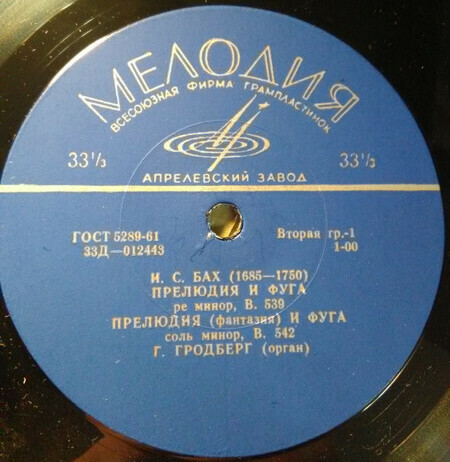 МЕЛОДИЯ
ВСЕСОЮЗНАЯ ФИРМА ГРАМПЛАСТИНОК
33⅓ 33⅓
АПРЕЛЕВСКИЙ ЗАВОД
ГОСТ 5289-61 Вторая гр.-1
33Д—012443 1-00
И. С. БАХ (1685—1750)
ПРЕЛЮДИЯ И ФУГА
ре минор, В. 539
ПРЕЛЮДИЯ (фантазия) И ФУГА
соль минор, В. 542
Г. ГРОДБЕРГ (орган)